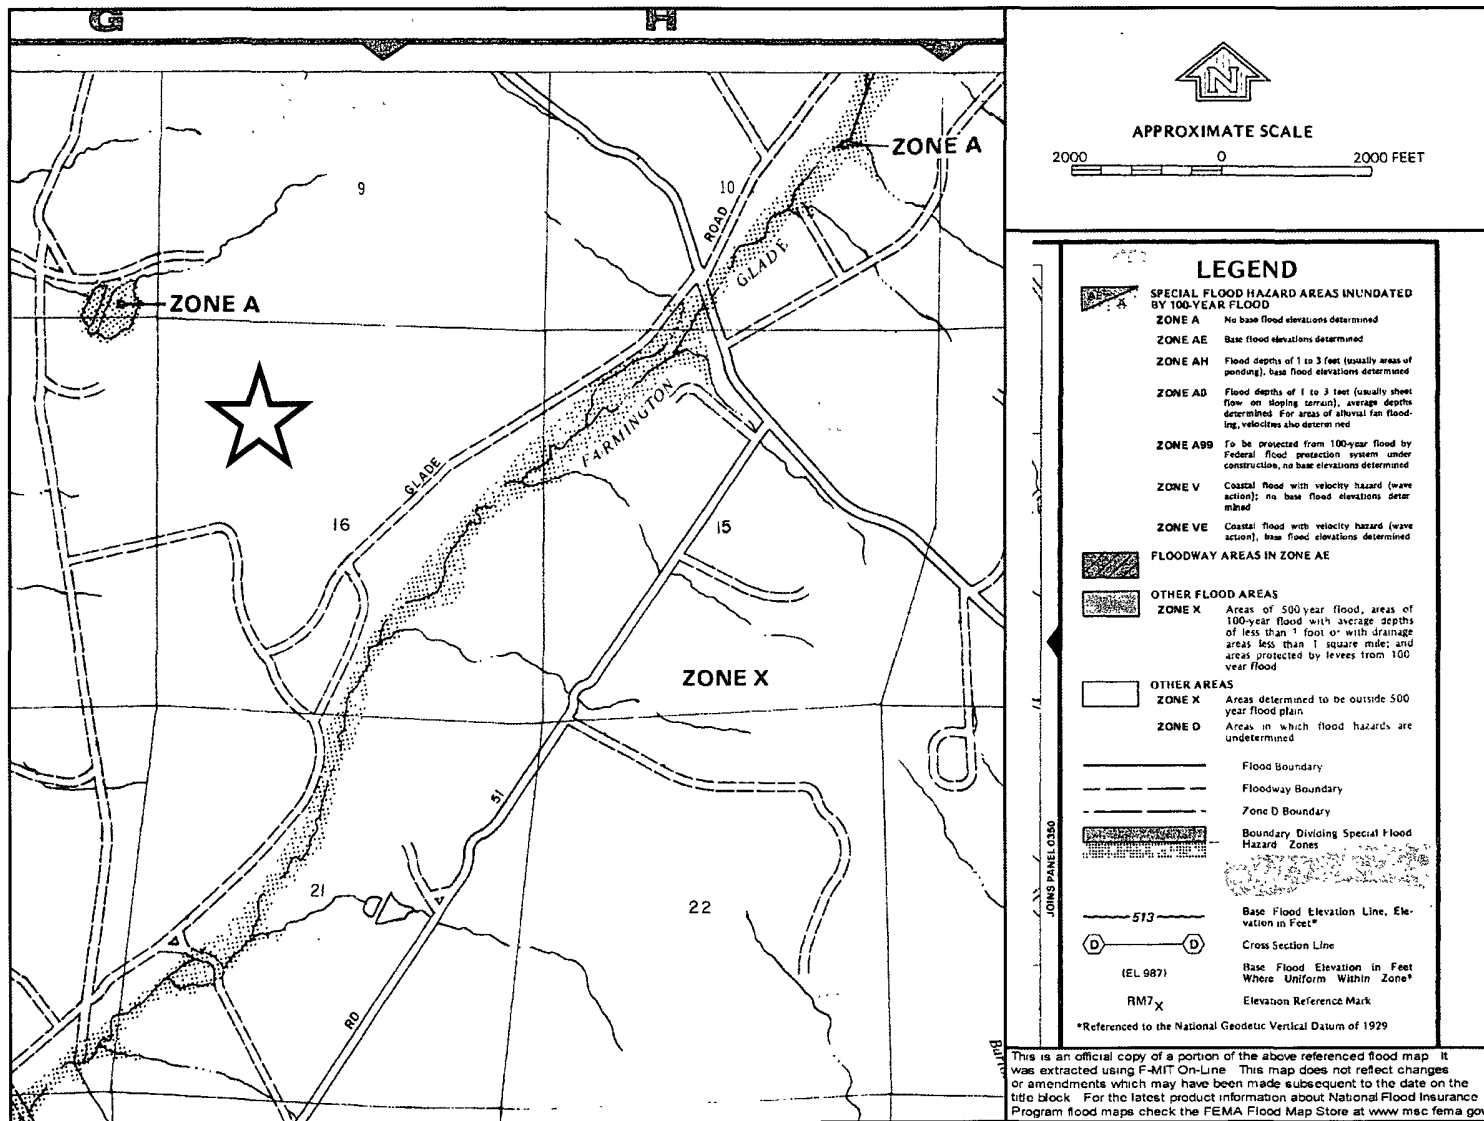 G
H
ZONE A
9
10
ROAD
GLADE
ZONE A
FARMINGTON
GLADE
16
15
ZONE X
51
21
22
RD
N
APPROXIMATE SCALE
2000 0 2000 FEET
JOINS PANEL 0350
LEGEND
SPECIAL FLOOD HAZARD AREAS INUNDATED
BY 100-YEAR FLOOD
ZONE A No base flood elevations determined
ZONE AE Base flood elevations determined
ZONE AH Flood depths of 1 to 3 feet (usually areas of
ponding), base flood elevations determined
ZONE AO Flood depths of 1 to 3 feet (usually sheet
flow on sloping terrain), average depths
determined For areas of alluvial fan flood-
ing, velocities also determined
ZONE A99 To be protected from 100-year flood by
Federal flood protection system under
construction, no base elevations determined
ZONE V Coastal flood with velocity hazard (wave
action); no base flood elevations deter
mined
ZONE VE Coastal flood with velocity hazard (wave
action), base flood elevations determined
FLOODWAY AREAS IN ZONE AE
OTHER FLOOD AREAS
ZONE X Areas of 500 year flood, areas of
100-year flood with average depths
of less than 1 foot or with drainage
areas less than 1 square mile; and
areas protected by levees from 100
year flood
OTHER AREAS
ZONE X Areas determined to be outside 500
year flood plain
ZONE D Areas in which flood hazards are
undetermined
Flood Boundary
Floodway Boundary
Zone D Boundary
Boundary Dividing Special Flood
Hazard Zones
513 Base Flood Elevation Line, Ele-
vation in Feet*
D D Cross Section Line
(EL 987) Base Flood Elevation in Feet
Where Uniform Within Zone*
RM7X Elevation Reference Mark
*Referenced to the National Geodetic Vertical Datum of 1929
This is an official copy of a portion of the above referenced flood map It
was extracted using F-MIT On-Line This map does not reflect changes
or amendments which may have been made subsequent to the date on the
title block For the latest product information about National Flood Insurance
Program flood maps check the FEMA Flood Map Store at www msc fema gov